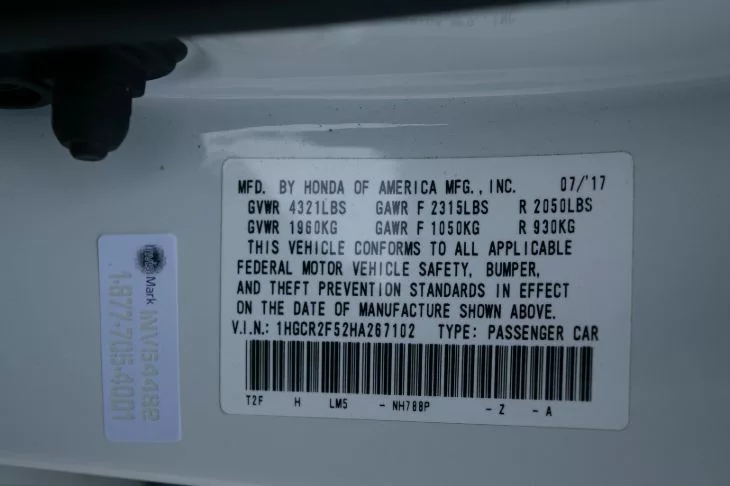 MFD. BY HONDA OF AMERICA MFG., INC. 07/'17
GVWR 4321LBS GAWR F 2315LBS R 2050LBS
GVWR 1960KG GAWR F 1050KG R 930KG
THIS VEHICLE CONFORMS TO ALL APPLICABLE
FEDERAL MOTOR VEHICLE SAFETY, BUMPER,
AND THEFT PREVENTION STANDARDS IN EFFECT
ON THE DATE OF MANUFACTURE SHOWN ABOVE.
V.I.N.: 1HGCR2F52HA267102 TYPE: PASSENGER CAR
T2F H LM5 - NH788P - Z - A
Mark INV54482
1-877-705-4001